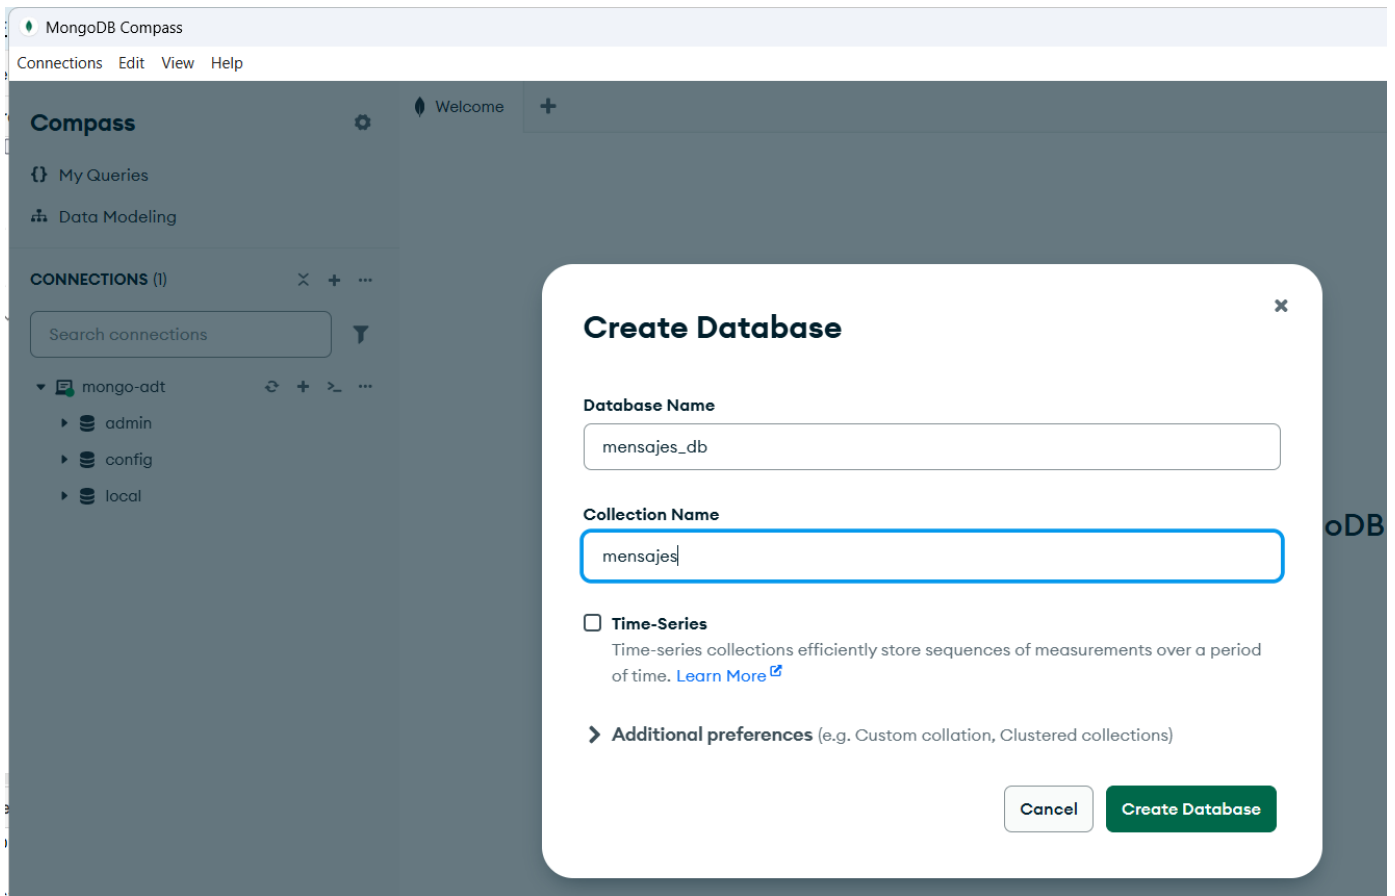 MongoDB Compass
Connections Edit View Help
Compass
Welcome
My Queries
Data Modeling
CONNECTIONS (1)
Search connections
mongo-adt
admin
config
local
Create Database
Database Name
mensajes_db
Collection Name
mensajes
oDB
Time-Series
Time-series collections efficiently store sequences of measurements over a period
of time. Learn More
Additional preferences (e.g. Custom collation, Clustered collections)
Cancel Create Database